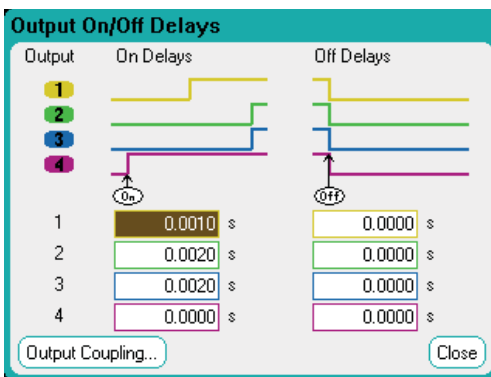 Output On/Off Delays
Output On Delays Off Delays
1
2
3
4
On Off
1 0.0010 s 0.0000 s
2 0.0020 s 0.0000 s
3 0.0020 s 0.0000 s
4 0.0000 s 0.0000 s
Output Coupling... Close